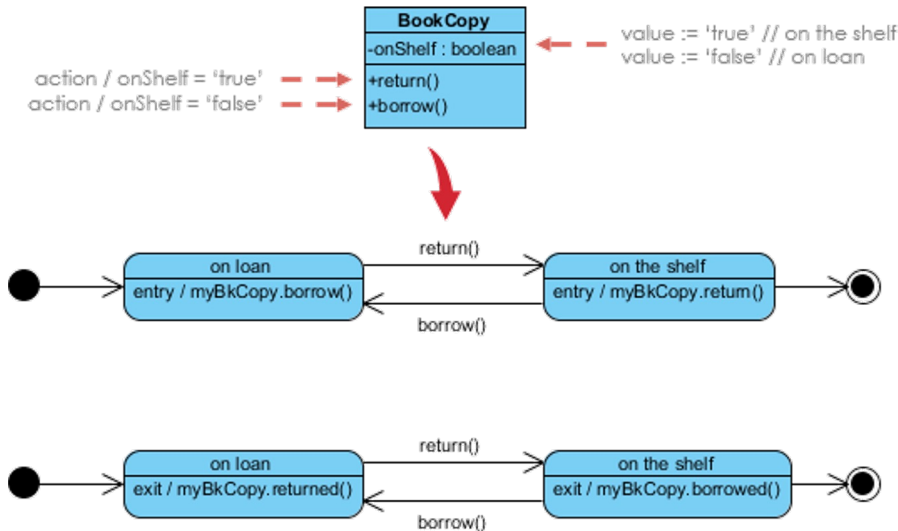 BookCopy
-onShelf : boolean
value := ‘true’ // on the shelf
value := ‘false’ // on loan
action / onShelf = ‘true’
+return()
action / onShelf = ‘false’
+borrow()
return()
on loan
on the shelf
entry / myBkCopy.borrow()
entry / myBkCopy.return()
borrow()
return()
on loan
on the shelf
exit / myBkCopy.returned()
exit / myBkCopy.borrowed()
borrow()